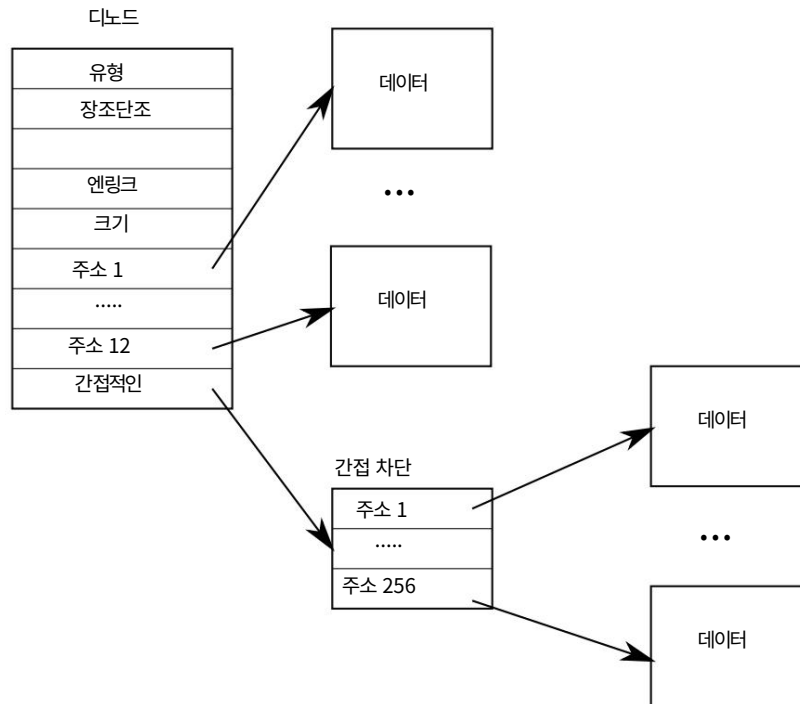 디노드
유형
장조단조
엔링크
크기
주소 1
.....
주소 12
간접적인
데이터
...
데이터
간접 차단
주소 1
.....
주소 256
데이터
...
데이터